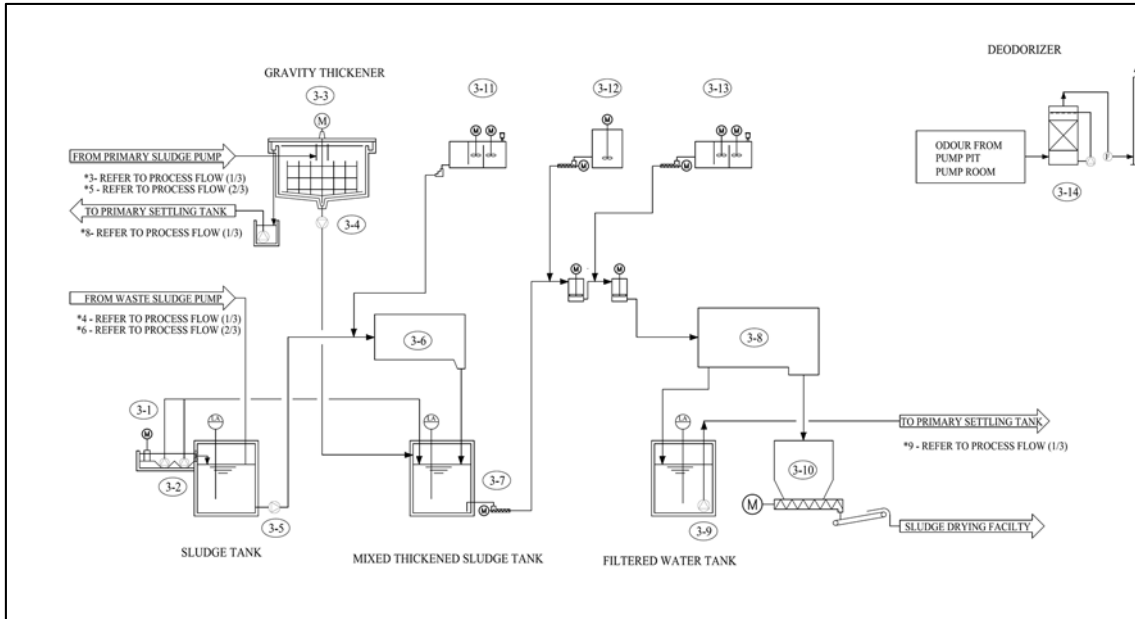 DEODORIZER
GRAVITY THICKENER
3-3
3-11
3-12
3-13
M
M
M
M
M
M
M
M
FROM PRIMARY SLUDGE PUMP
*3- REFER TO PROCESS FLOW (1/3)
*5 - REFER TO PROCESS FLOW (2/3)
TO PRIMARY SETTLING TANK
*8- REFER TO PROCESS FLOW (1/3)
3-4
ODOUR FROM
PUMP PIT
PUMP ROOM
3-14
FROM WASTE SLUDGE PUMP
*4 - REFER TO PROCESS FLOW (1/3)
*6 - REFER TO PROCESS FLOW (2/3)
M
M
3-6
3-8
3-1
M
LA
LA
LA
TO PRIMARY SETTLING TANK
*9 - REFER TO PROCESS FLOW (1/3)
3-2
3-7
3-10
M
M
3-5
3-9
SLUDGE DRYING FACILTY
SLUDGE TANK
MIXED THICKENED SLUDGE TANK
FILTERED WATER TANK